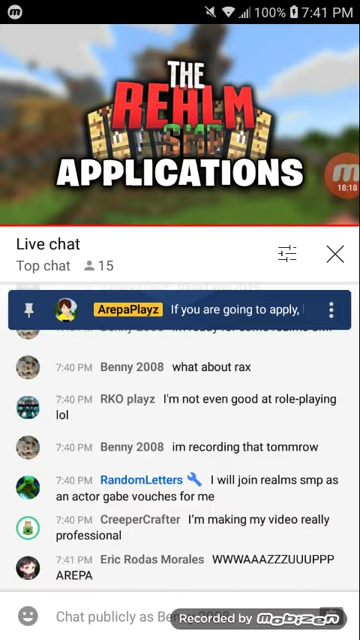 100% 7:41 PM
THE
REALM
SMP
APPLICATIONS
18:18
Live chat
Top chat 15
ArepaPlayz If you are going to apply,
Benny 2008
7:40 PM Benny 2008 what about rax
7:40 PM RKO playz I'm not even good at role-playing
lol
7:40 PM Benny 2008 im recording that tommrow
7:40 PM RandomLetters I will join realms smp as
an actor gabe vouches for me
7:40 PM CreeperCrafter I'm making my video really
professional
7:41 PM Eric Rodas Morales WWWAAAZZZUUUPPP
AREPA
Chat publicly as Benny 2008...
Recorded by MOBIZEN